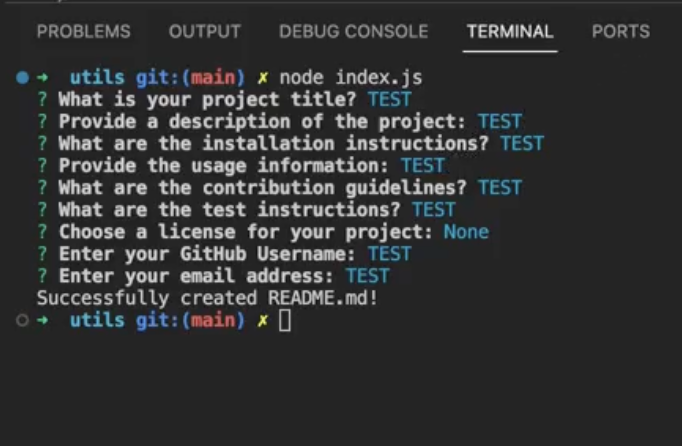 PROBLEMS OUTPUT DEBUG CONSOLE TERMINAL PORTS
➜ utils git:(main) ✗ node index.js
? What is your project title? TEST
? Provide a description of the project: TEST
? What are the installation instructions? TEST
? Provide the usage information: TEST
? What are the contribution guidelines? TEST
? What are the test instructions? TEST
? Choose a license for your project: None
? Enter your GitHub Username: TEST
? Enter your email address: TEST
Successfully created README.md!
➜ utils git:(main) ✗